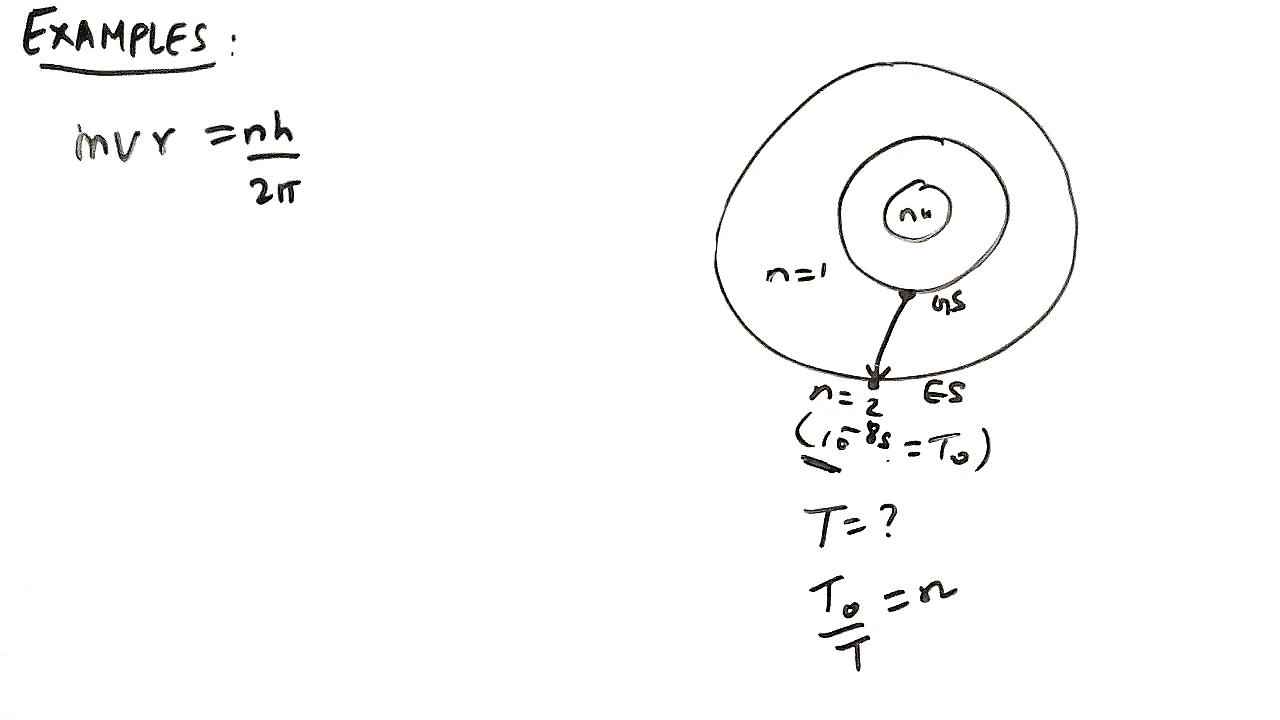 EXAMPLES:
mvr = nh
2π
nu
n=1
GS
n=2 ES
(10⁻⁸s = T₀)
T=?
T₀ = n
T